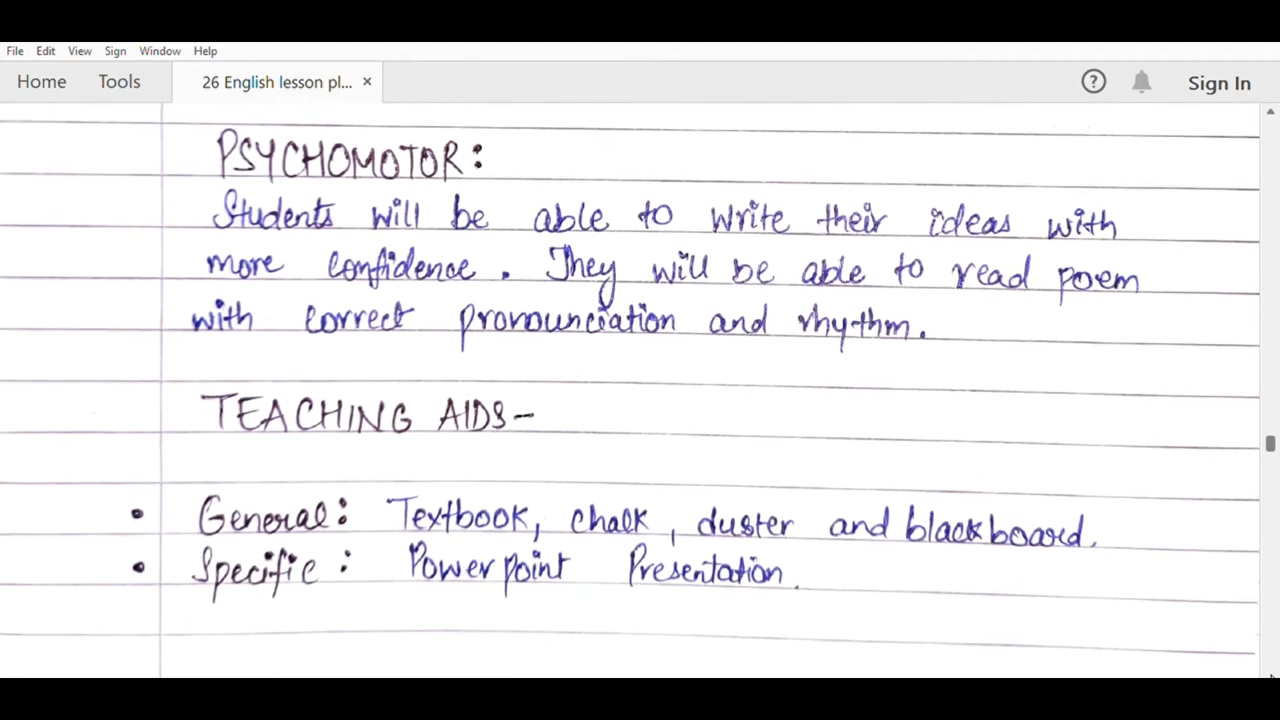 File Edit View Sign Window Help
Home Tools 26 English lesson pl... × ? Sign In
PSYCHOMOTOR:
Students will be able to write their ideas with
more confidence. They will be able to read poem
with correct pronounciation and rhythm.
TEACHING AIDS-
• General: Textbook, chalk, duster and blackboard.
• Specific: Powerpoint Presentation.